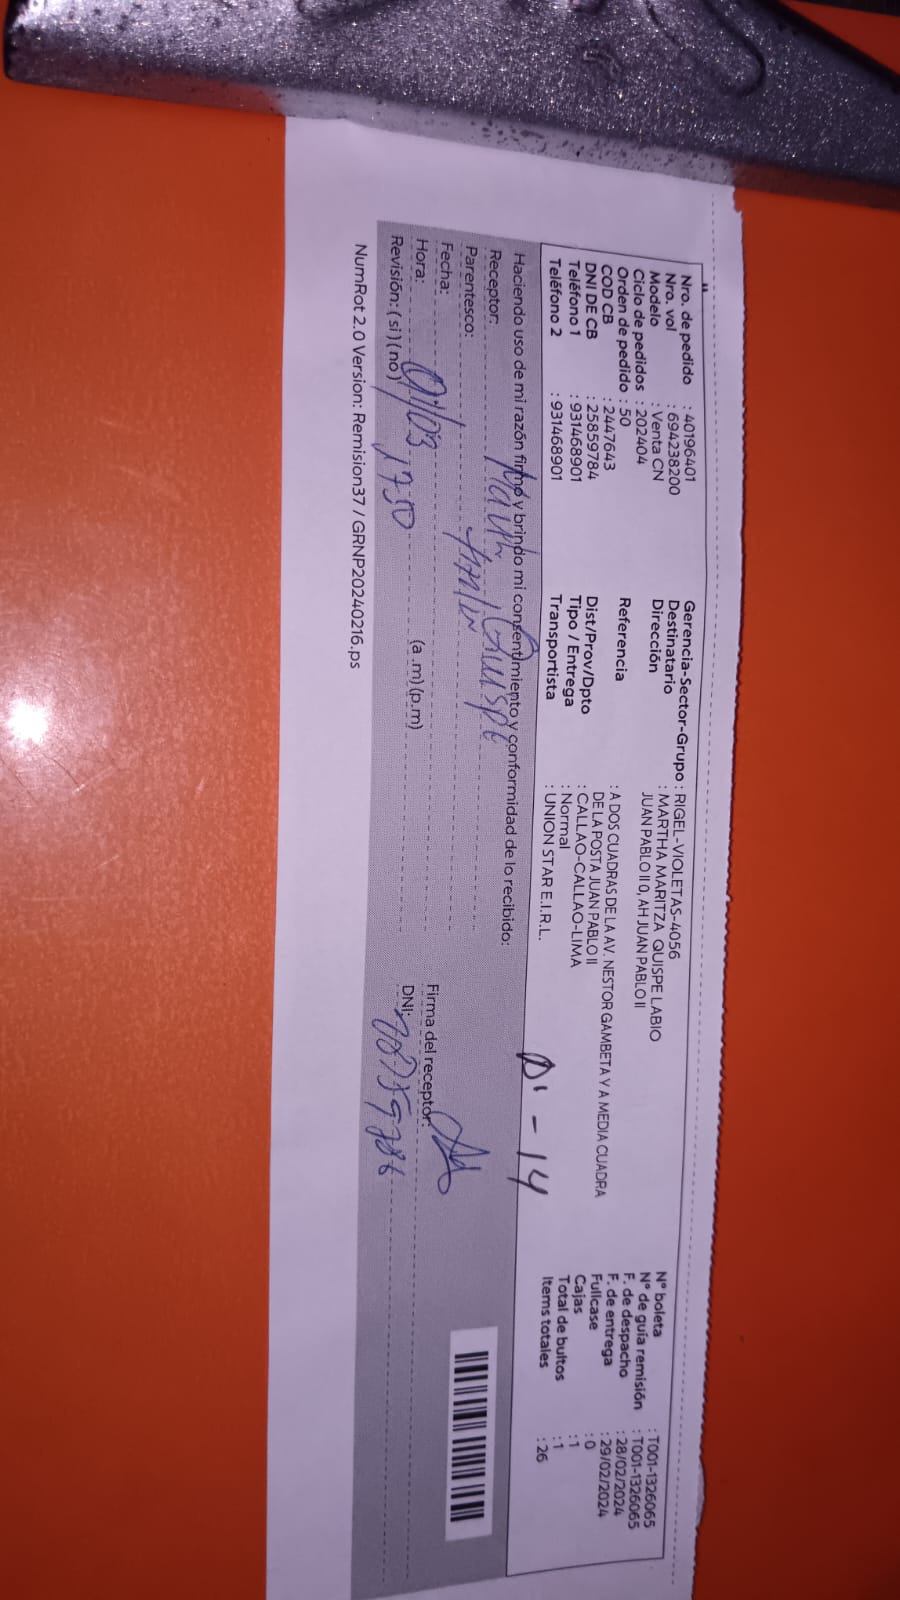 Nro. de pedido : 40196401
Nro. vol : 694238200
Modelo : Venta CN
Ciclo de pedidos : 202404
Orden de pedido : 50
COD CB : 2447643
DNI DE CB : 25859784
Teléfono 1 : 931468901
Teléfono 2 : 931468901
Gerencia-Sector-Grupo : RIGEL-VIOLETAS-4056
Destinatario : MARTHA MARITZA QUISPE LABIO
Dirección JUAN PABLO II 0, AH JUAN PABLO II
Referencia : A DOS CUADRAS DE LA AV. NESTOR GAMBETA Y A MEDIA CUADRA
DE LA POSTA JUAN PABLO II
Dist/Prov/Dpto : CALLAO-CALLAO-LIMA
Tipo / Entrega : Normal
Transportista : UNION STAR E.I.R.L.
Nº boleta : T001-1326065
Nº de guía remisión : T001-1326065
F. de despacho : 28/02/2024
F. de entrega : 29/02/2024
Fullcase : 0
Cajas : 1
Total de bultos : 1
Items totales : 26
- 14
Haciendo uso de mi razón firmo y brindo mi consentimiento y conformidad de lo recibido:
Receptor: Quispe
Parentesco:
Fecha: 01/03
Hora: 1730 (a.m)(p.m)
Revisión: (si)(no)
Firma del receptor:
DNI:
NumRot 2.0 Version: Remision37 / GRNP20240216.ps